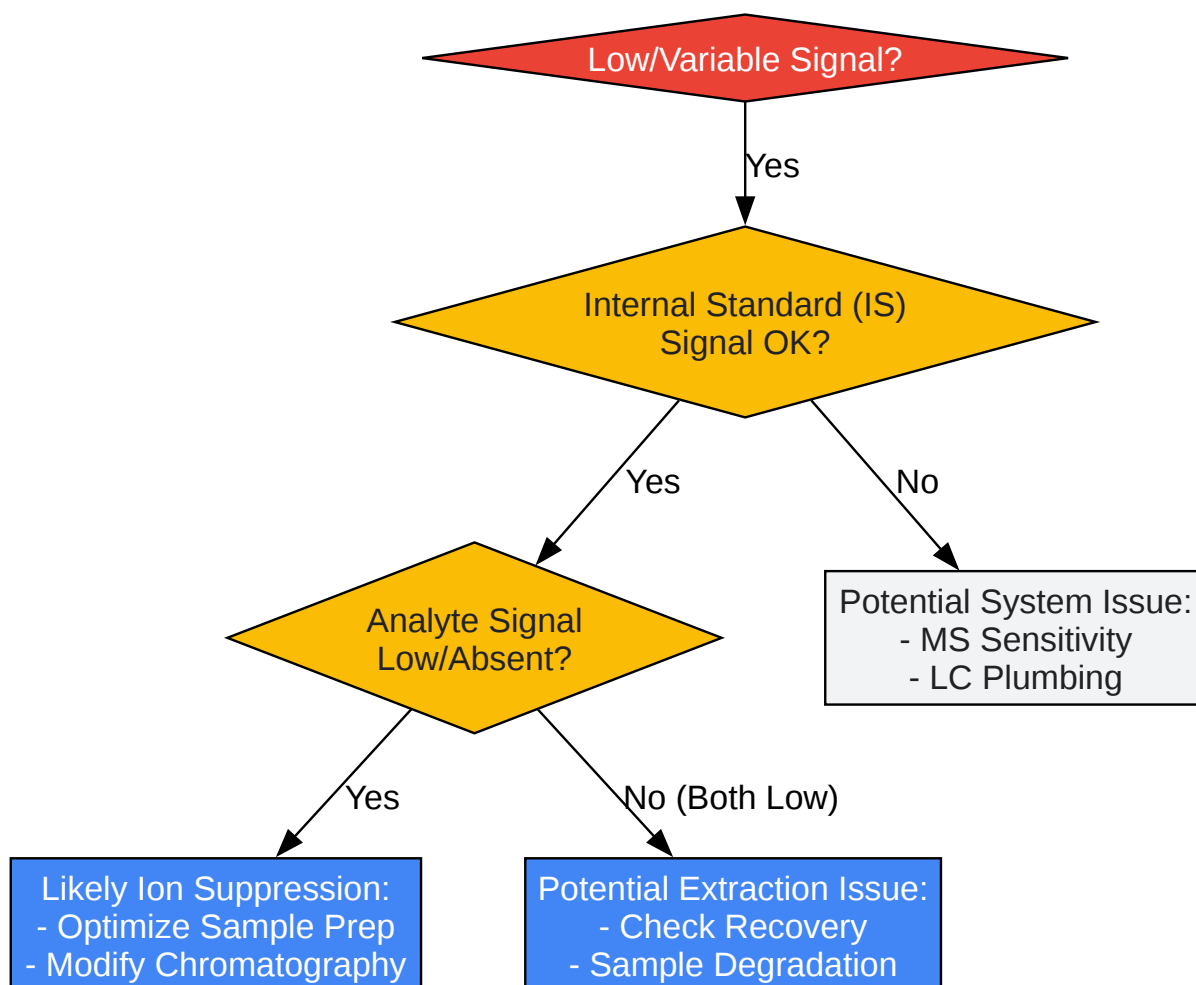 Low/Variable Signal?
Yes
Internal Standard (IS)
Signal OK?
Yes
No
Analyte Signal
Low/Absent?
Potential System Issue:
- MS Sensitivity
- LC Plumbing
Yes
No (Both Low)
Likely Ion Suppression:
- Optimize Sample Prep
- Modify Chromatography
Potential Extraction Issue:
- Check Recovery
- Sample Degradation